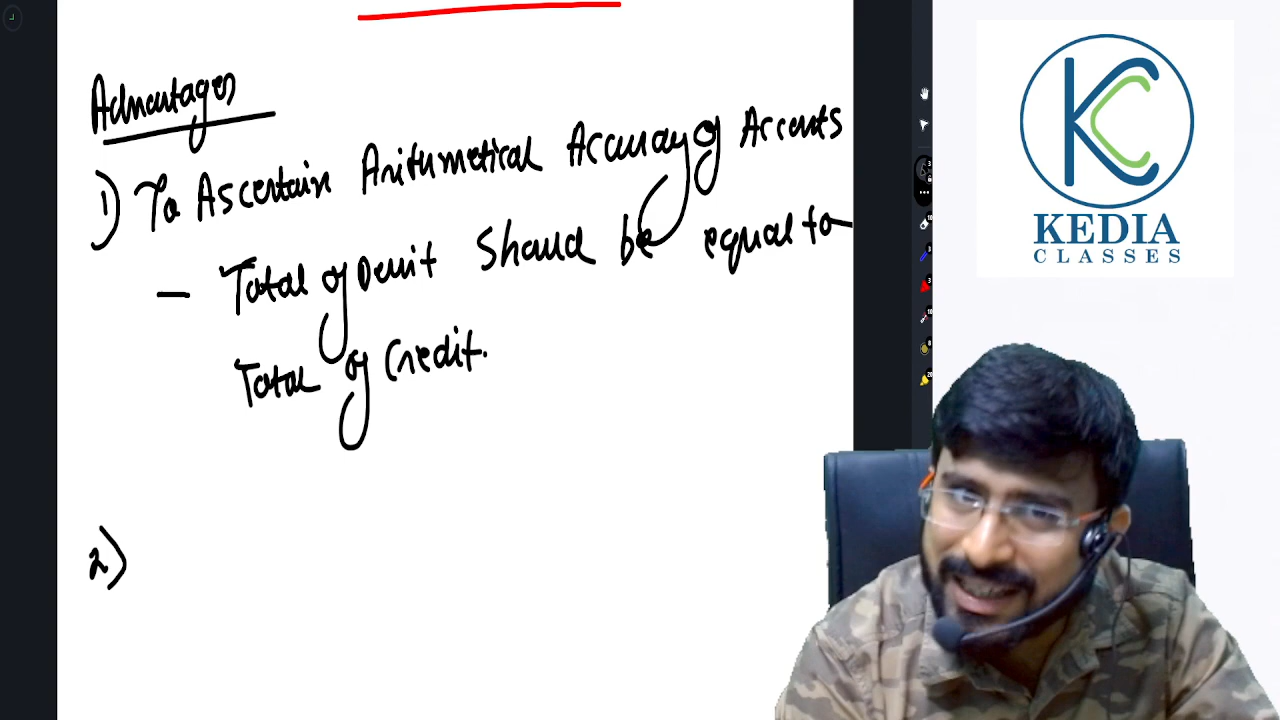 Advantages
1) To Ascertain Arithmetical Accuracy of Accounts
— Total of Debit should be equal to
Total of Credit.
2)
KC
KEDIA
CLASSES